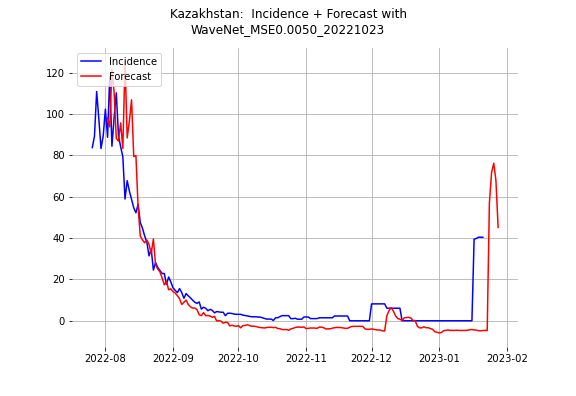 Kazakhstan:  Incidence + Forecast with
WaveNet_MSE0.0050_20221023
Incidence
Forecast
120
100
80
60
40
20
0
2022-08 2022-09 2022-10 2022-11 2022-12 2023-01 2023-02